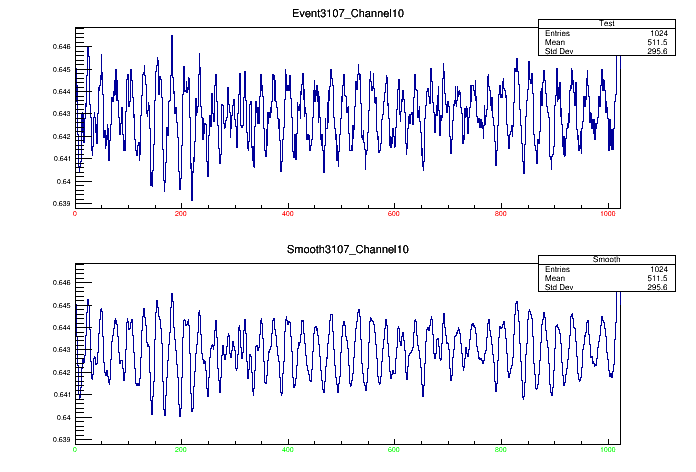 Event3107_Channel10
Test
Entries 1024
Mean 511.5
Std Dev 295.6
0.646
0.645
0.644
0.643
0.642
0.641
0.64
0.639
0 200 400 600 800 1000
Smooth3107_Channel10
Smooth
Entries 1024
Mean 511.5
Std Dev 295.6
0.646
0.645
0.644
0.643
0.642
0.641
0.64
0.639
0 200 400 600 800 1000